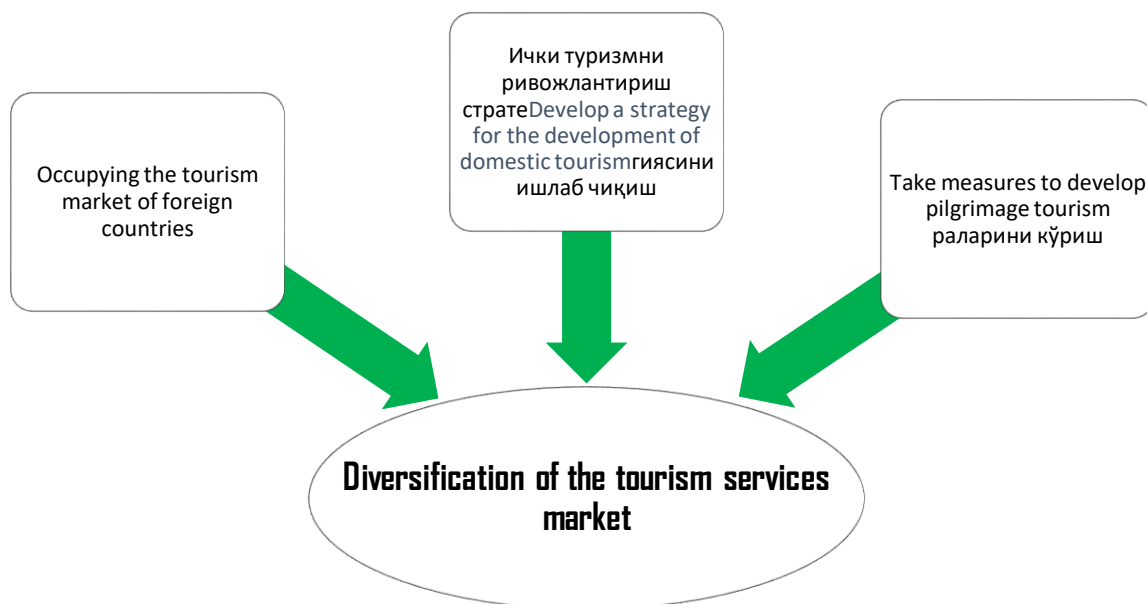 Occupying the tourism
market of foreign
countries
Ички туризмни
ривожлантириш
стратеDevelop a strategy
for the development of
domestic tourismгиясини
ишлаб чиқиш
Take measures to develop
pilgrimage tourism
раларини кўриш
Diversification of the tourism services
market